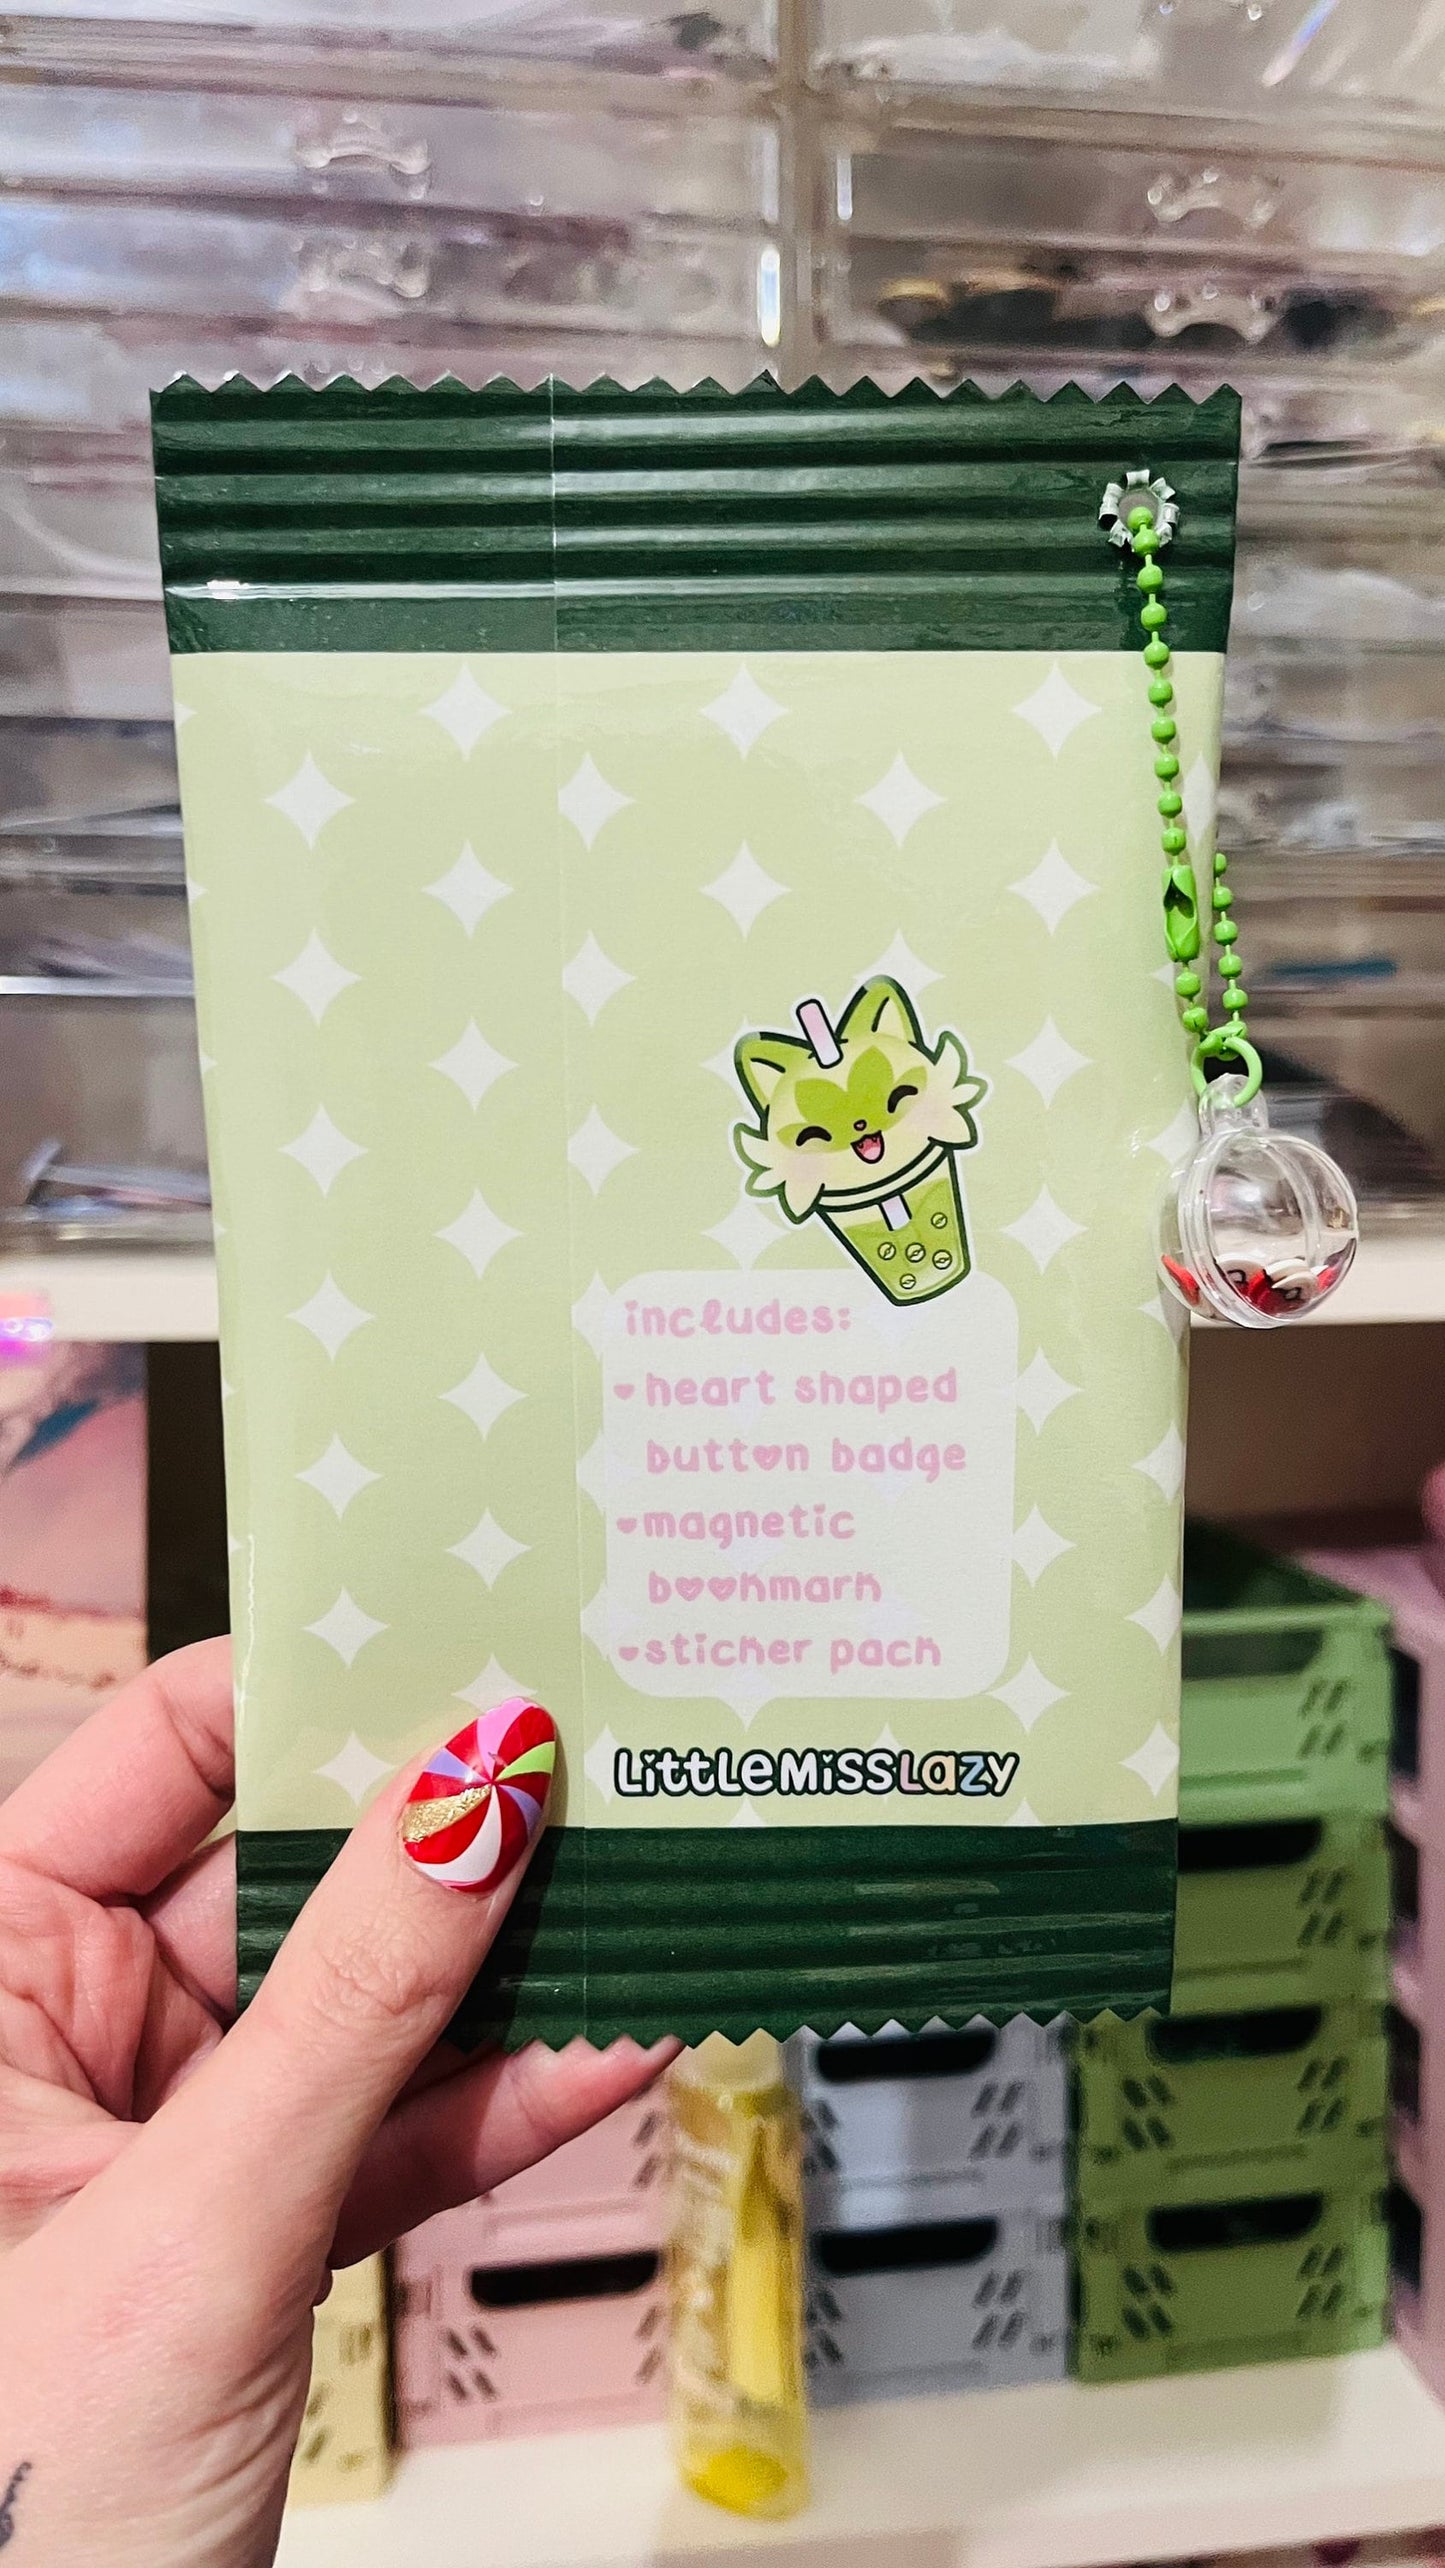 includes:
heart shaped
button badge
magnetic
bookmark
sticker pack
LittleMissLazy